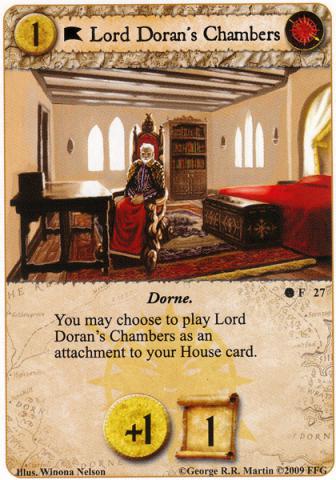 1 Lord Doran's Chambers
F 27
Dorne.
You may choose to play Lord
Doran's Chambers as an
attachment to your House card.
+1 1
Illus. Winona Nelson ©George R.R. Martin ©2009 FFG